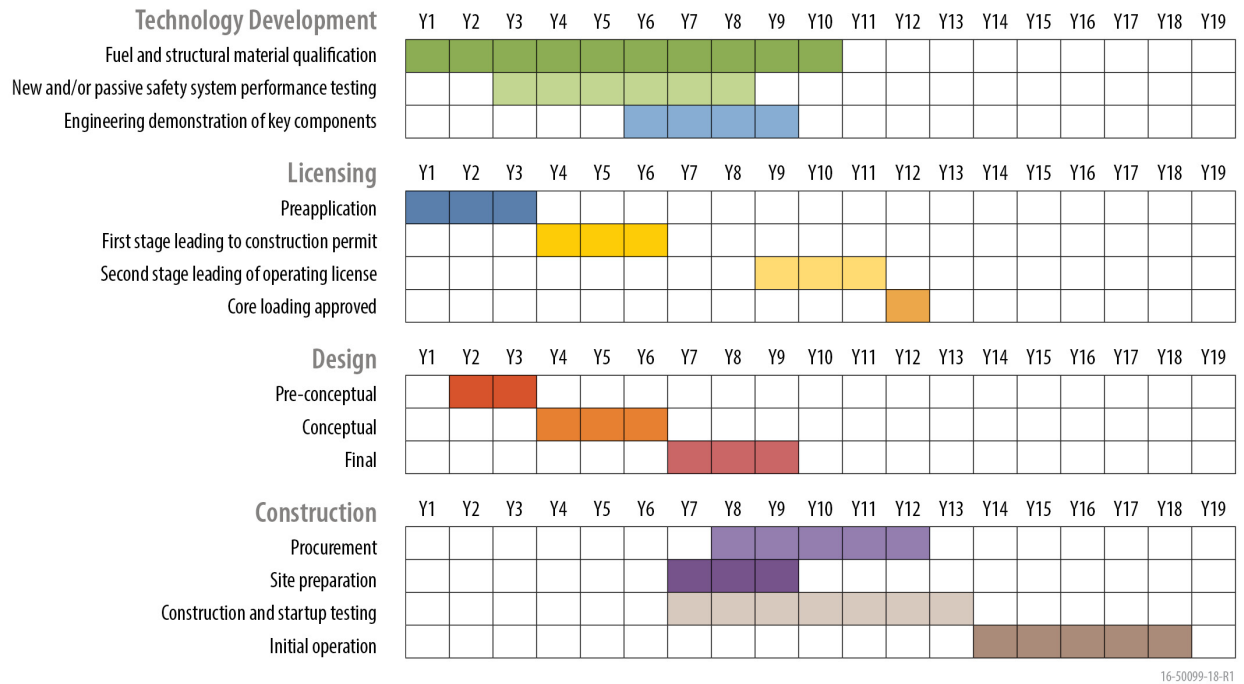 Technology Development Y1 Y2 Y3 Y4 Y5 Y6 Y7 Y8 Y9 Y10 Y11 Y12 Y13 Y14 Y15 Y16 Y17 Y18 Y19
Fuel and structural material qualification
New and/or passive safety system performance testing
Engineering demonstration of key components
Licensing Y1 Y2 Y3 Y4 Y5 Y6 Y7 Y8 Y9 Y10 Y11 Y12 Y13 Y14 Y15 Y16 Y17 Y18 Y19
Preapplication
First stage leading to construction permit
Second stage leading of operating license
Core loading approved
Design Y1 Y2 Y3 Y4 Y5 Y6 Y7 Y8 Y9 Y10 Y11 Y12 Y13 Y14 Y15 Y16 Y17 Y18 Y19
Pre-conceptual
Conceptual
Final
Construction Y1 Y2 Y3 Y4 Y5 Y6 Y7 Y8 Y9 Y10 Y11 Y12 Y13 Y14 Y15 Y16 Y17 Y18 Y19
Procurement
Site preparation
Construction and startup testing
Initial operation
16-50099-18-R1